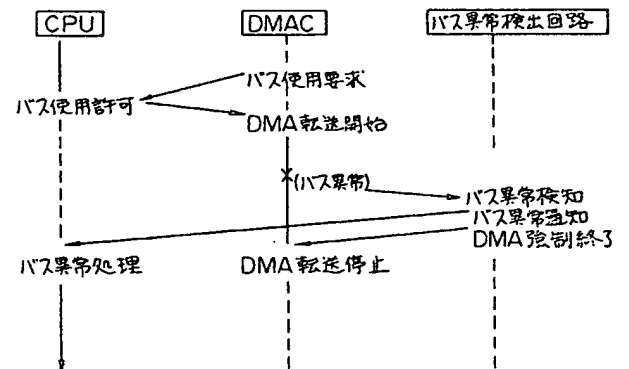 CPU
DMAC
バス異常検出回路
バス使用要求
バス使用許可
DMA転送開始
(バス異常)
バス異常検知
バス異常通知
DMA強制終了
バス異常処理
DMA転送停止